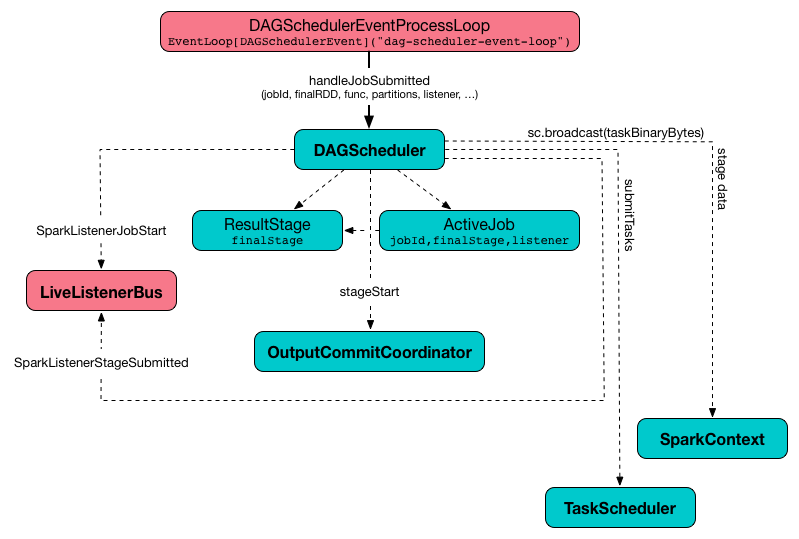 DAGSchedulerEventProcessLoop
EventLoop[DAGSchedulerEvent]("dag-scheduler-event-loop")
handleJobSubmitted
(jobId, finalRDD, func, partitions, listener, ...)
DAGScheduler
sc.broadcast(taskBinaryBytes)
stage data
submitTasks
SparkListenerJobStart
ResultStage
finalStage
ActiveJob
jobId,finalStage,listener
LiveListenerBus
stageStart
OutputCommitCoordinator
SparkListenerStageSubmitted
SparkContext
TaskScheduler